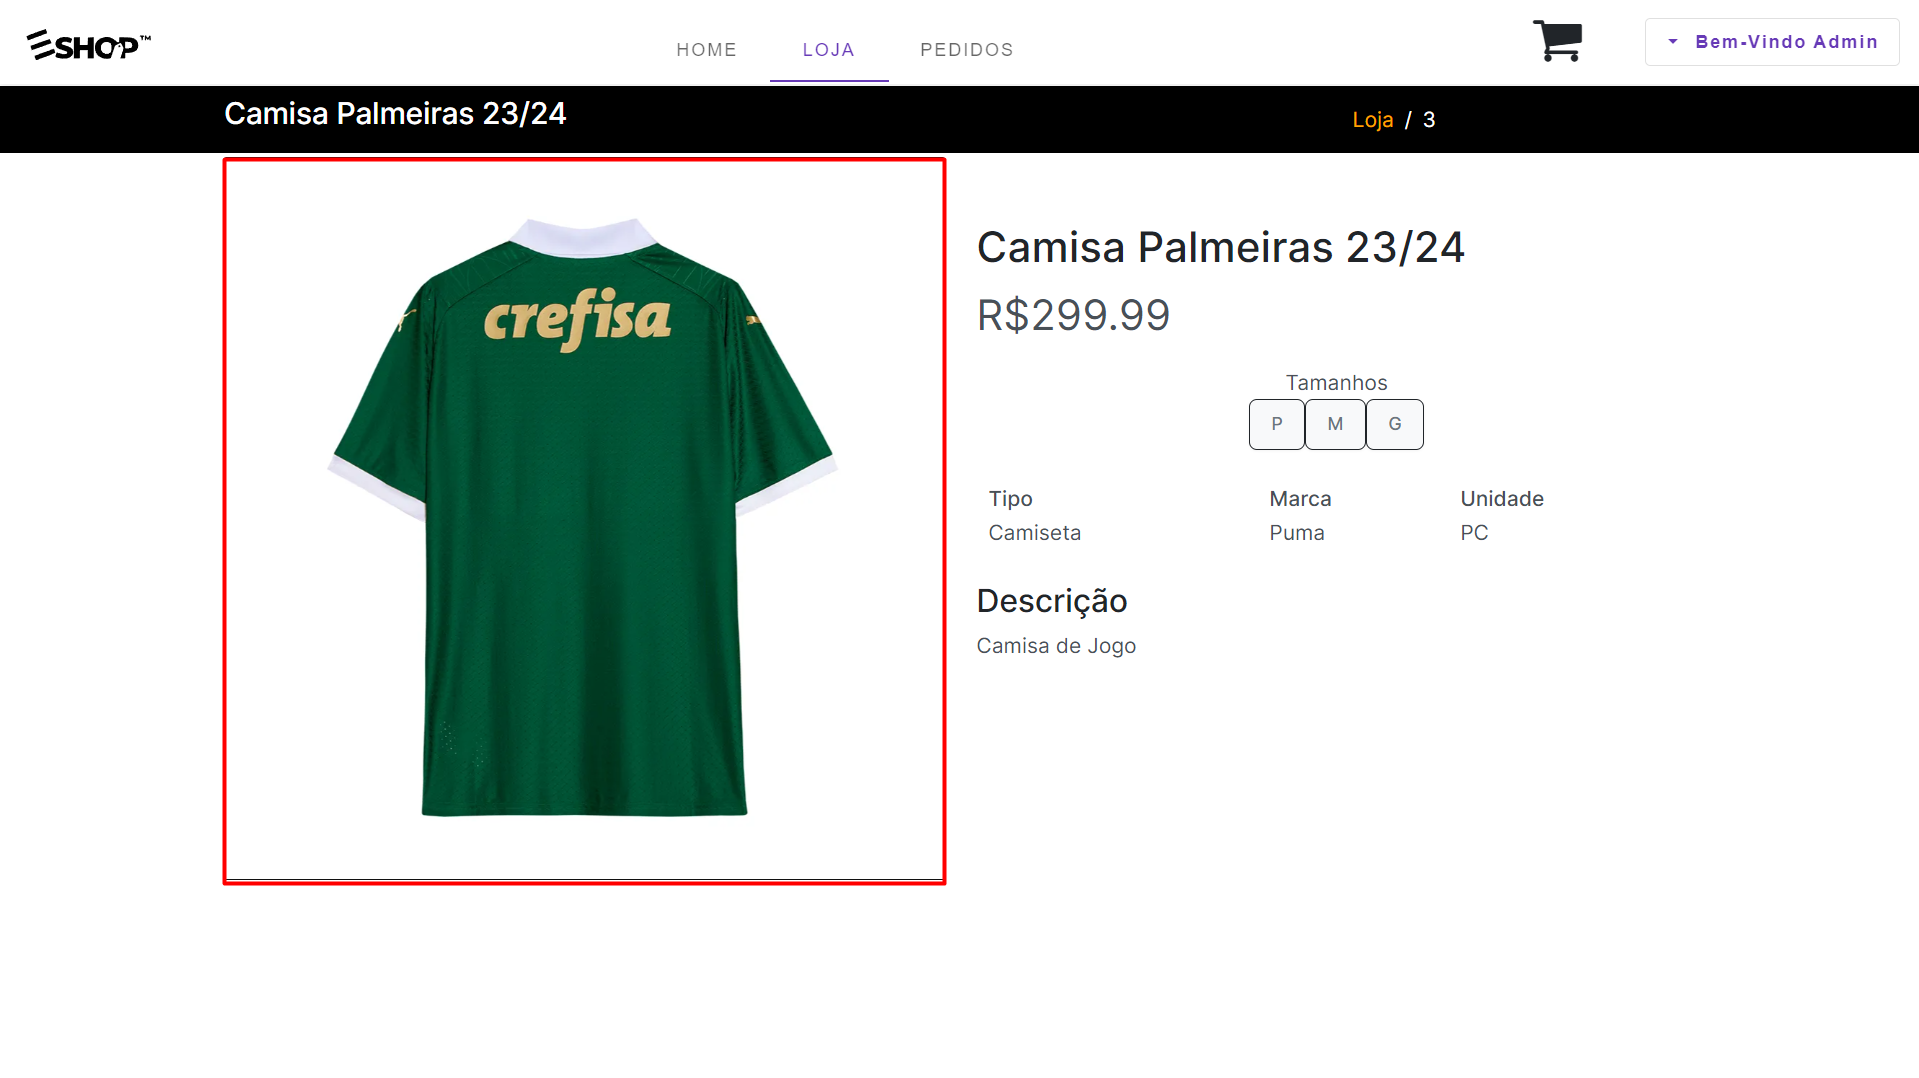 ESHOP™
HOME
LOJA
PEDIDOS
Bem-Vindo Admin
Camisa Palmeiras 23/24
Loja / 3
crefisa
Camisa Palmeiras 23/24
R$299.99
Tamanhos
P M G
Tipo Marca Unidade
Camiseta Puma PC
Descrição
Camisa de Jogo